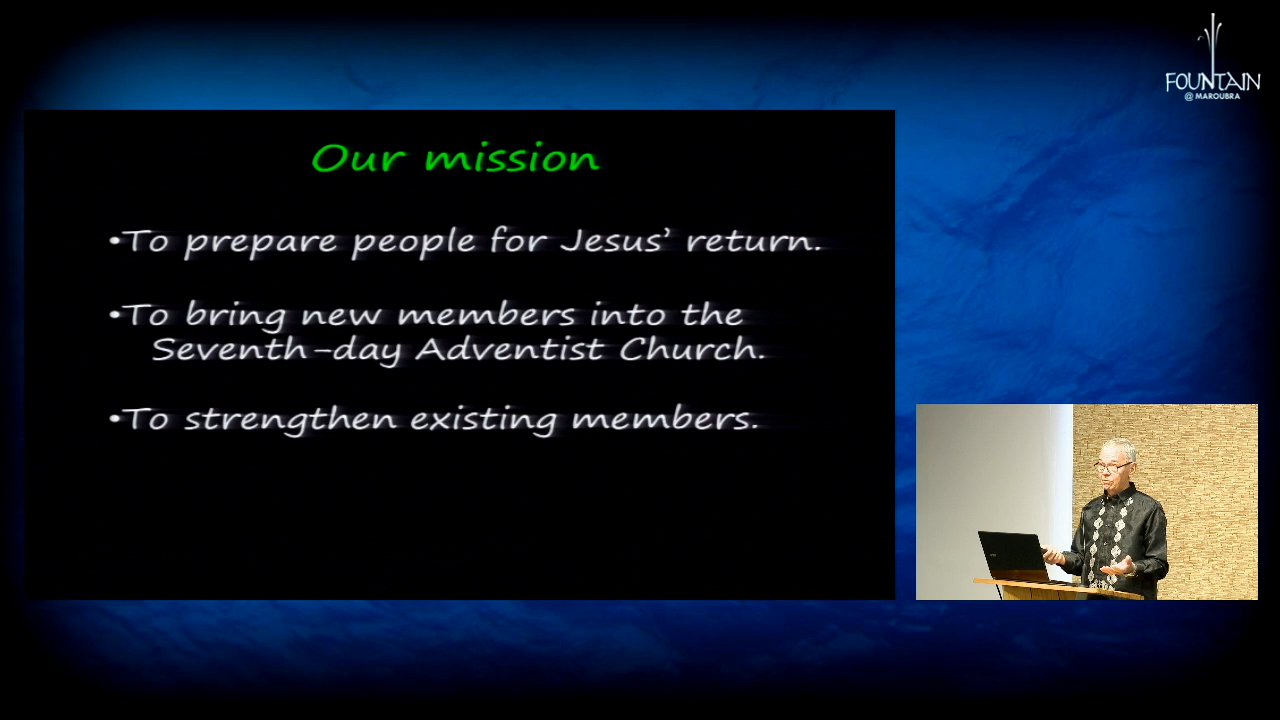 FOUNTAIN
@ MAROUBRA
Our mission
•To prepare people for Jesus’ return.
•To bring new members into the
Seventh-day Adventist Church.
•To strengthen existing members.